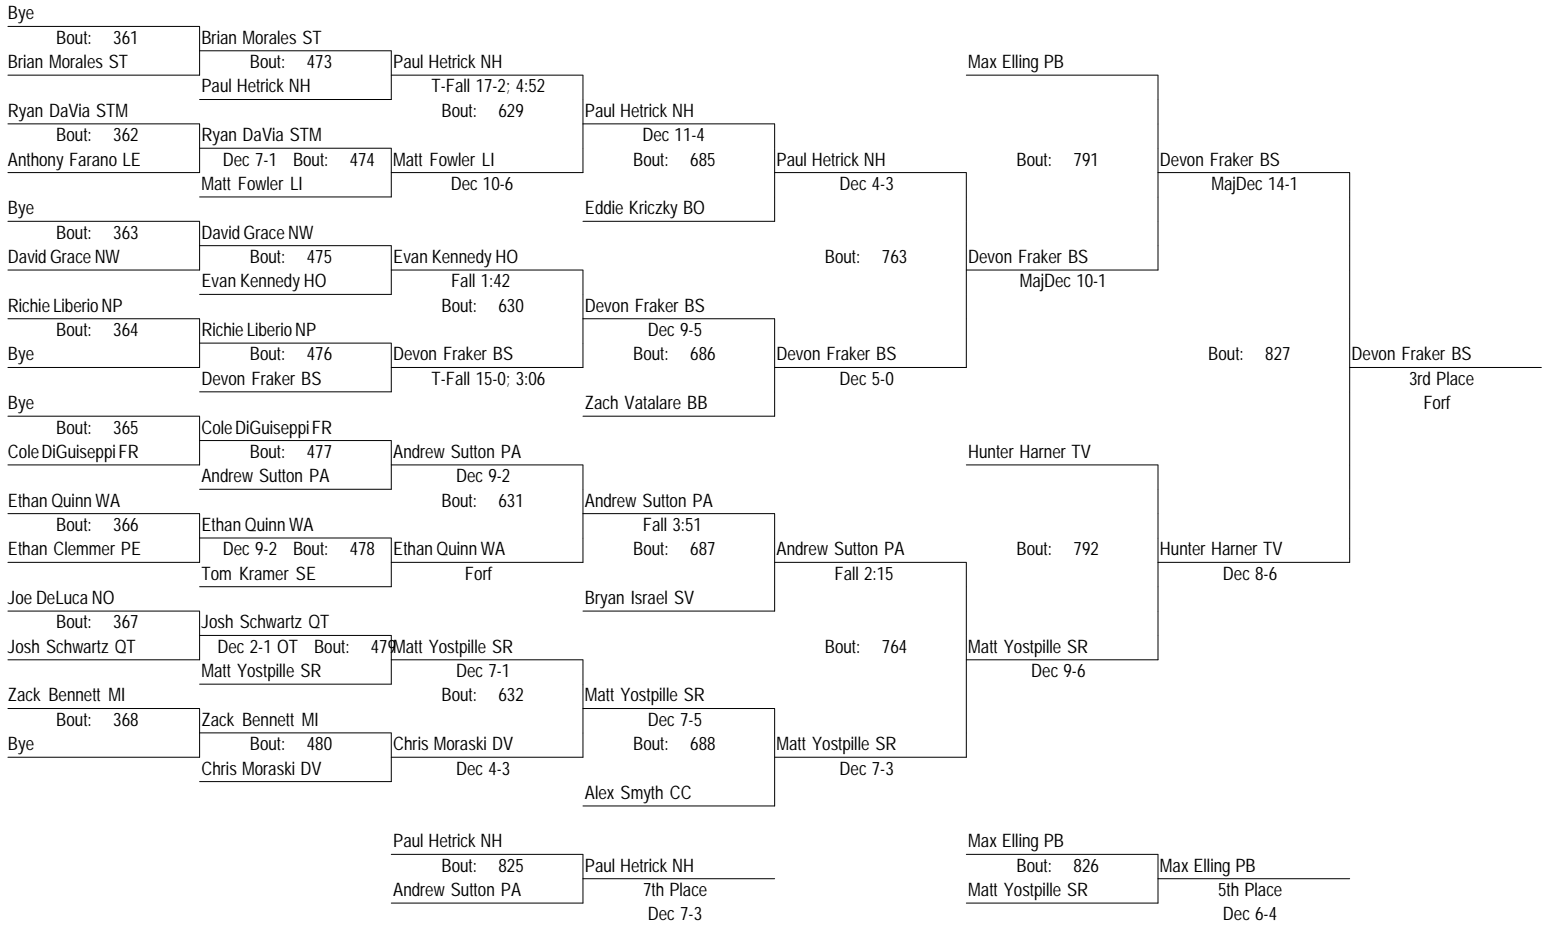 Bye
Bout: 361 Brian Morales ST
Brian Morales ST Bout: 473 Paul Hetrick NH Max Elling PB
Paul Hetrick NH T-Fall 17-2; 4:52
Ryan DaVia STM Bout: 629 Paul Hetrick NH
Bout: 362 Ryan DaVia STM Dec 11-4
Anthony Farano LE Dec 7-1 Bout: 474 Matt Fowler LI Bout: 685 Paul Hetrick NH Bout: 791 Devon Fraker BS
Matt Fowler LI Dec 10-6 Dec 4-3 MajDec 14-1
Bye Eddie Kriczky BO
Bout: 363 David Grace NW
David Grace NW Bout: 475 Evan Kennedy HO Bout: 763 Devon Fraker BS
Evan Kennedy HO Fall 1:42 MajDec 10-1
Richie Liberio NP Bout: 630 Devon Fraker BS
Bout: 364 Richie Liberio NP Dec 9-5
Bye Bout: 476 Devon Fraker BS Bout: 686 Devon Fraker BS Bout: 827 Devon Fraker BS
Devon Fraker BS T-Fall 15-0; 3:06 Dec 5-0 3rd Place
Bye Zach Vatalare BB Forf
Bout: 365 Cole DiGuiseppi FR
Cole DiGuiseppi FR Bout: 477 Andrew Sutton PA Hunter Harner TV
Andrew Sutton PA Dec 9-2
Ethan Quinn WA Bout: 631 Andrew Sutton PA
Bout: 366 Ethan Quinn WA Fall 3:51
Ethan Clemmer PE Dec 9-2 Bout: 478 Ethan Quinn WA Bout: 687 Andrew Sutton PA Bout: 792 Hunter Harner TV
Tom Kramer SE Forf Fall 2:15 Dec 8-6
Joe DeLuca NO Bryan Israel SV
Bout: 367 Josh Schwartz QT
Josh Schwartz QT Dec 2-1 OT Bout: 479 Matt Yostpille SR Bout: 764 Matt Yostpille SR
Matt Yostpille SR Dec 7-1 Dec 9-6
Zack Bennett MI Bout: 632 Matt Yostpille SR
Bout: 368 Zack Bennett MI Dec 7-5
Bye Bout: 480 Chris Moraski DV Bout: 688 Matt Yostpille SR
Chris Moraski DV Dec 4-3 Dec 7-3
Alex Smyth CC
Paul Hetrick NH Max Elling PB
Bout: 825 Paul Hetrick NH Bout: 826 Max Elling PB
Andrew Sutton PA 7th Place Matt Yostpille SR 5th Place
Dec 7-3 Dec 6-4